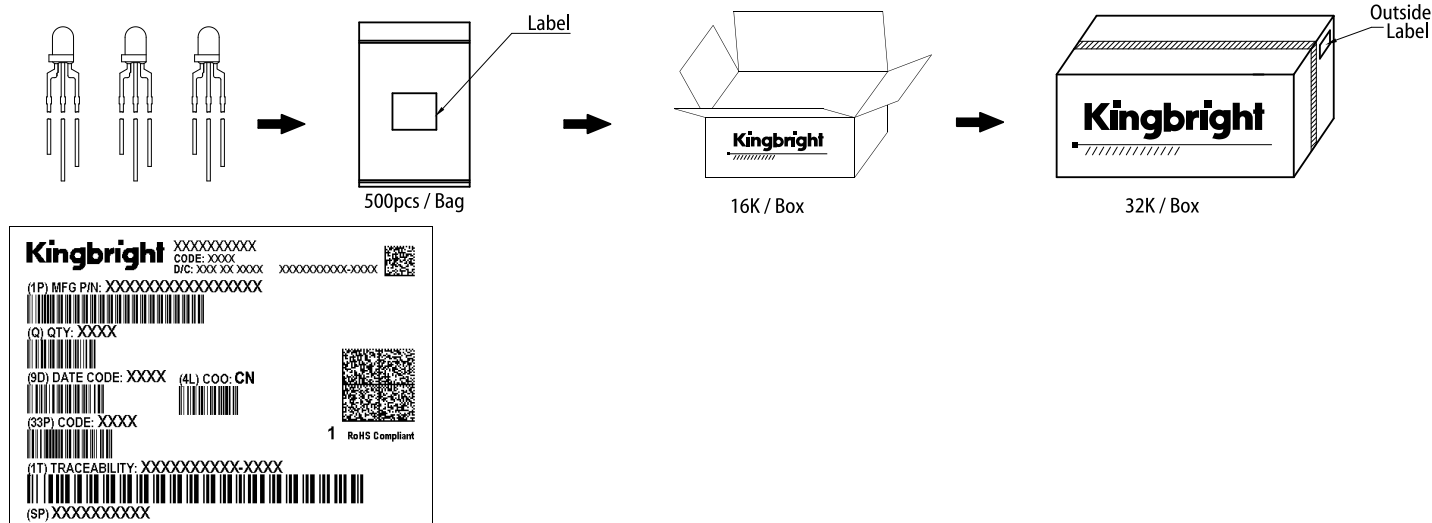 Label
Outside
Label
Kingbright
Kingbright
500pcs / Bag
16K / Box
32K / Box
Kingbright
XXXXXXXXXX
CODE: XXXX
D/C: XXX XX XXXX XXXXXXXXXX-XXXX
(1P) MFG P/N: XXXXXXXXXXXXXXXX
(Q) QTY: XXXX
(9D) DATE CODE: XXXX (4L) COO: CN
(33P) CODE: XXXX
1 RoHS Compliant
(1T) TRACEABILITY: XXXXXXXXXX-XXXX
(SP) XXXXXXXXXX